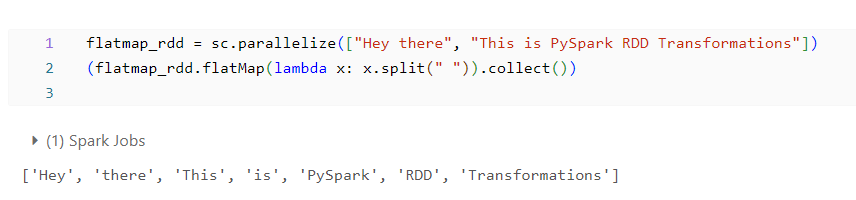 1 flatmap_rdd = sc.parallelize(["Hey there", "This is PySpark RDD Transformations"])
2 (flatmap_rdd.flatMap(lambda x: x.split(" ")).collect())
3
(1) Spark Jobs
['Hey', 'there', 'This', 'is', 'PySpark', 'RDD', 'Transformations']